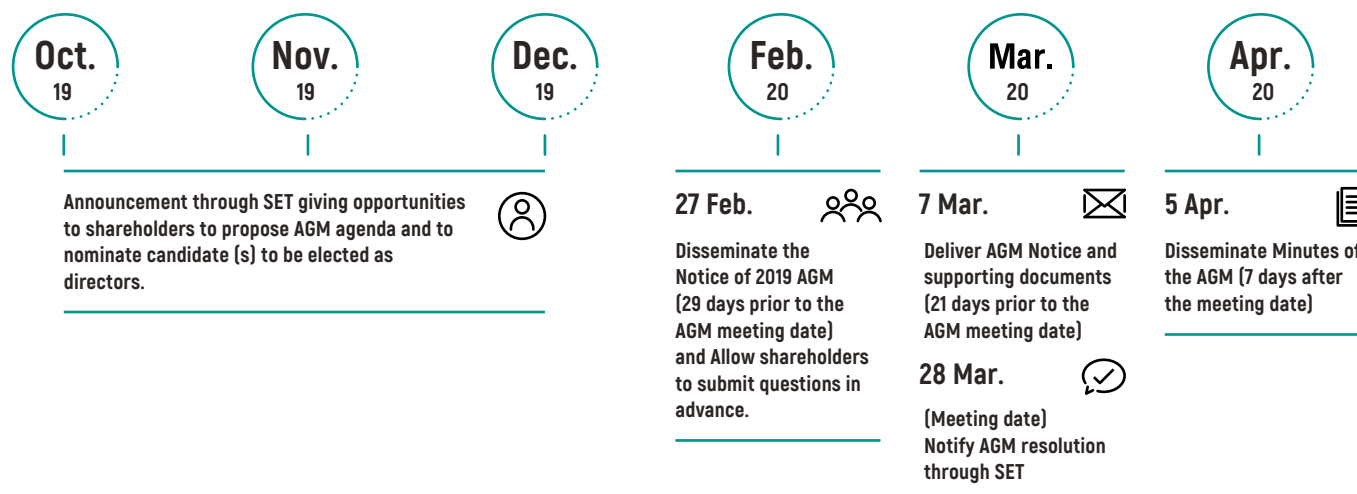 Oct.
19
Nov.
19
Dec.
19
Feb.
20
Mar.
20
Apr.
20
Announcement through SET giving opportunities
to shareholders to propose AGM agenda and to
nominate candidate (s) to be elected as
directors.
27 Feb.
Disseminate the
Notice of 2019 AGM
(29 days prior to the
AGM meeting date)
and Allow shareholders
to submit questions in
advance.
7 Mar.
Deliver AGM Notice and
supporting documents
(21 days prior to the
AGM meeting date)
28 Mar.
(Meeting date)
Notify AGM resolution
through SET
5 Apr.
Disseminate Minutes of
the AGM (7 days after
the meeting date)